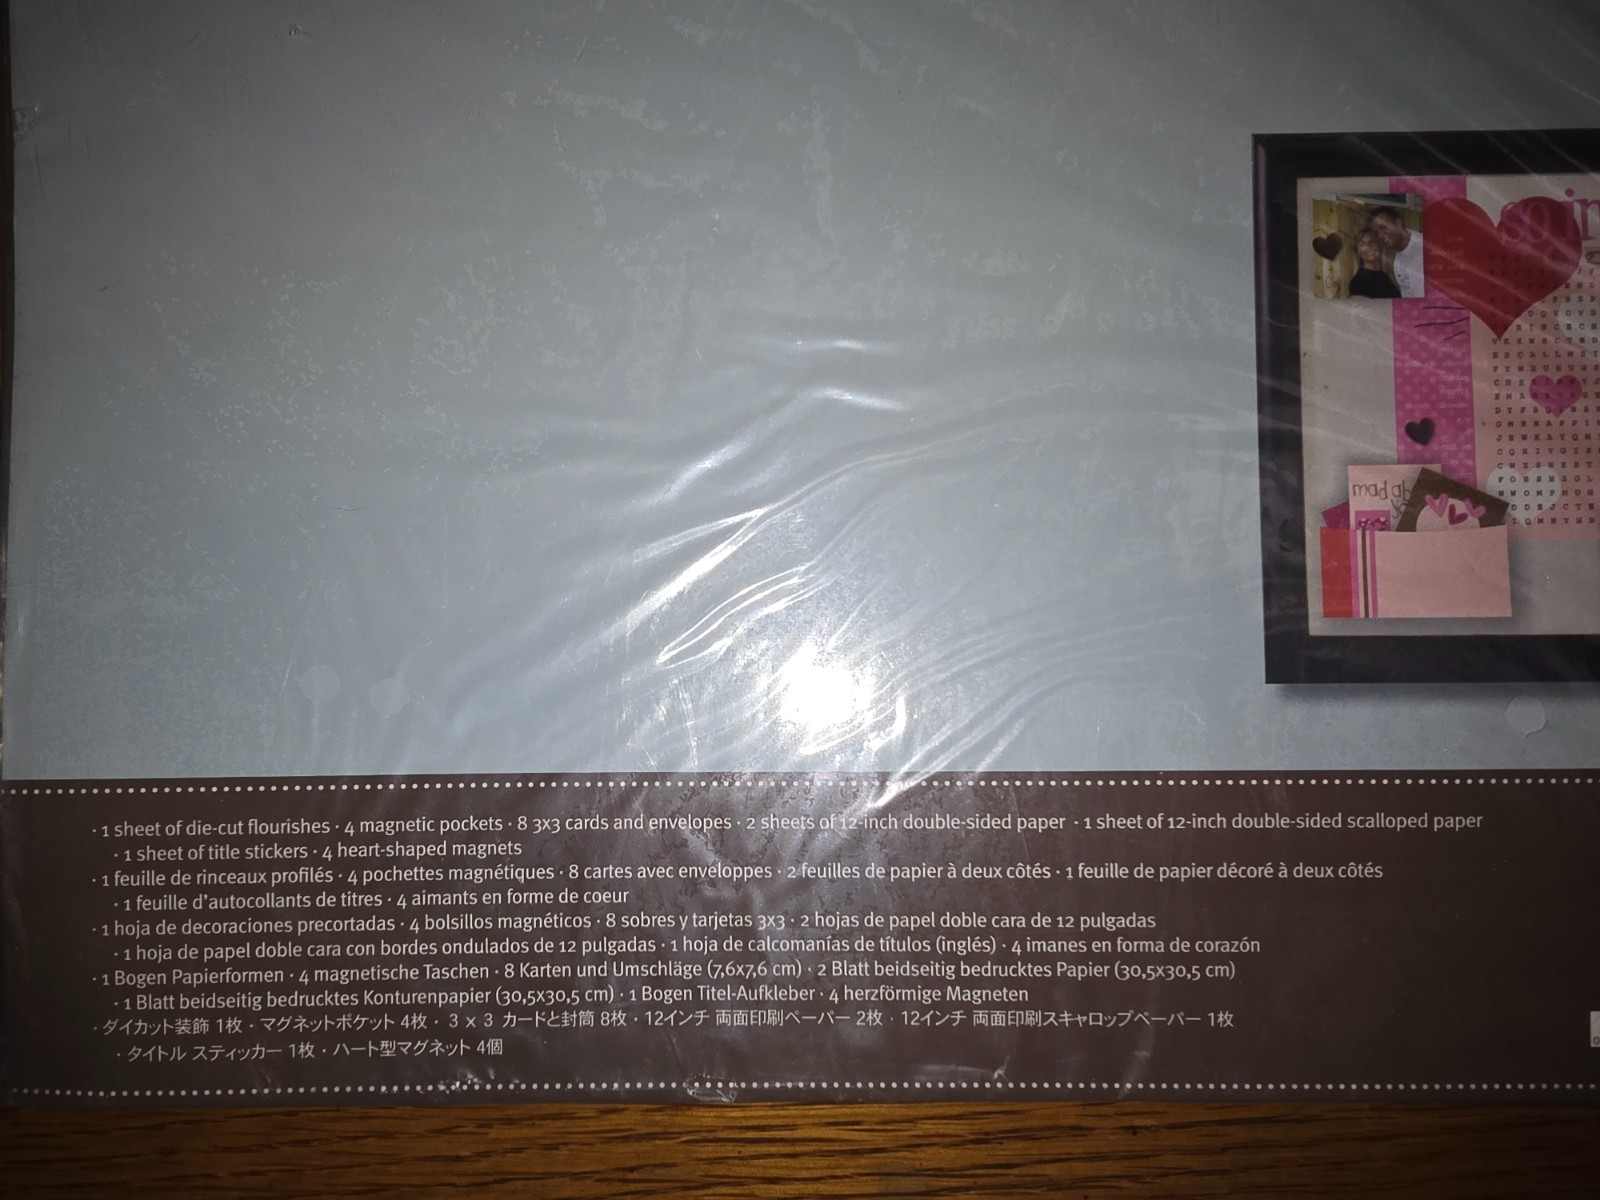 so in
mad ab
yo
· 1 sheet of die-cut flourishes · 4 magnetic pockets · 8 3x3 cards and envelopes · 2 sheets of 12-inch double-sided paper · 1 sheet of 12-inch double-sided scalloped paper
· 1 sheet of title stickers · 4 heart-shaped magnets
· 1 feuille de rinceaux profilés · 4 pochettes magnétiques · 8 cartes avec enveloppes · 2 feuilles de papier à deux côtés · 1 feuille de papier décoré à deux côtés
· 1 feuille d'autocollants de titres · 4 aimants en forme de coeur
· 1 hoja de decoraciones precortadas · 4 bolsillos magnéticos · 8 sobres y tarjetas 3x3 · 2 hojas de papel doble cara de 12 pulgadas
· 1 hoja de papel doble cara con bordes ondulados de 12 pulgadas · 1 hoja de calcomanías de títulos (inglés) · 4 imanes en forma de corazón
· 1 Bogen Papierformen · 4 magnetische Taschen · 8 Karten und Umschläge (7,6x7,6 cm) · 2 Blatt beidseitig bedrucktes Papier (30,5x30,5 cm)
· 1 Blatt beidseitig bedrucktes Konturenpapier (30,5x30,5 cm) · 1 Bogen Titel-Aufkleber · 4 herzförmige Magneten
· ダイカット装飾 1枚 · マグネットポケット 4枚 · 3 x 3 カードと封筒 8枚 · 12インチ 両面印刷ペーパー 2枚 · 12インチ 両面印刷スキャロップペーパー 1枚
· タイトル スティッカー 1枚 · ハート型マグネット 4個